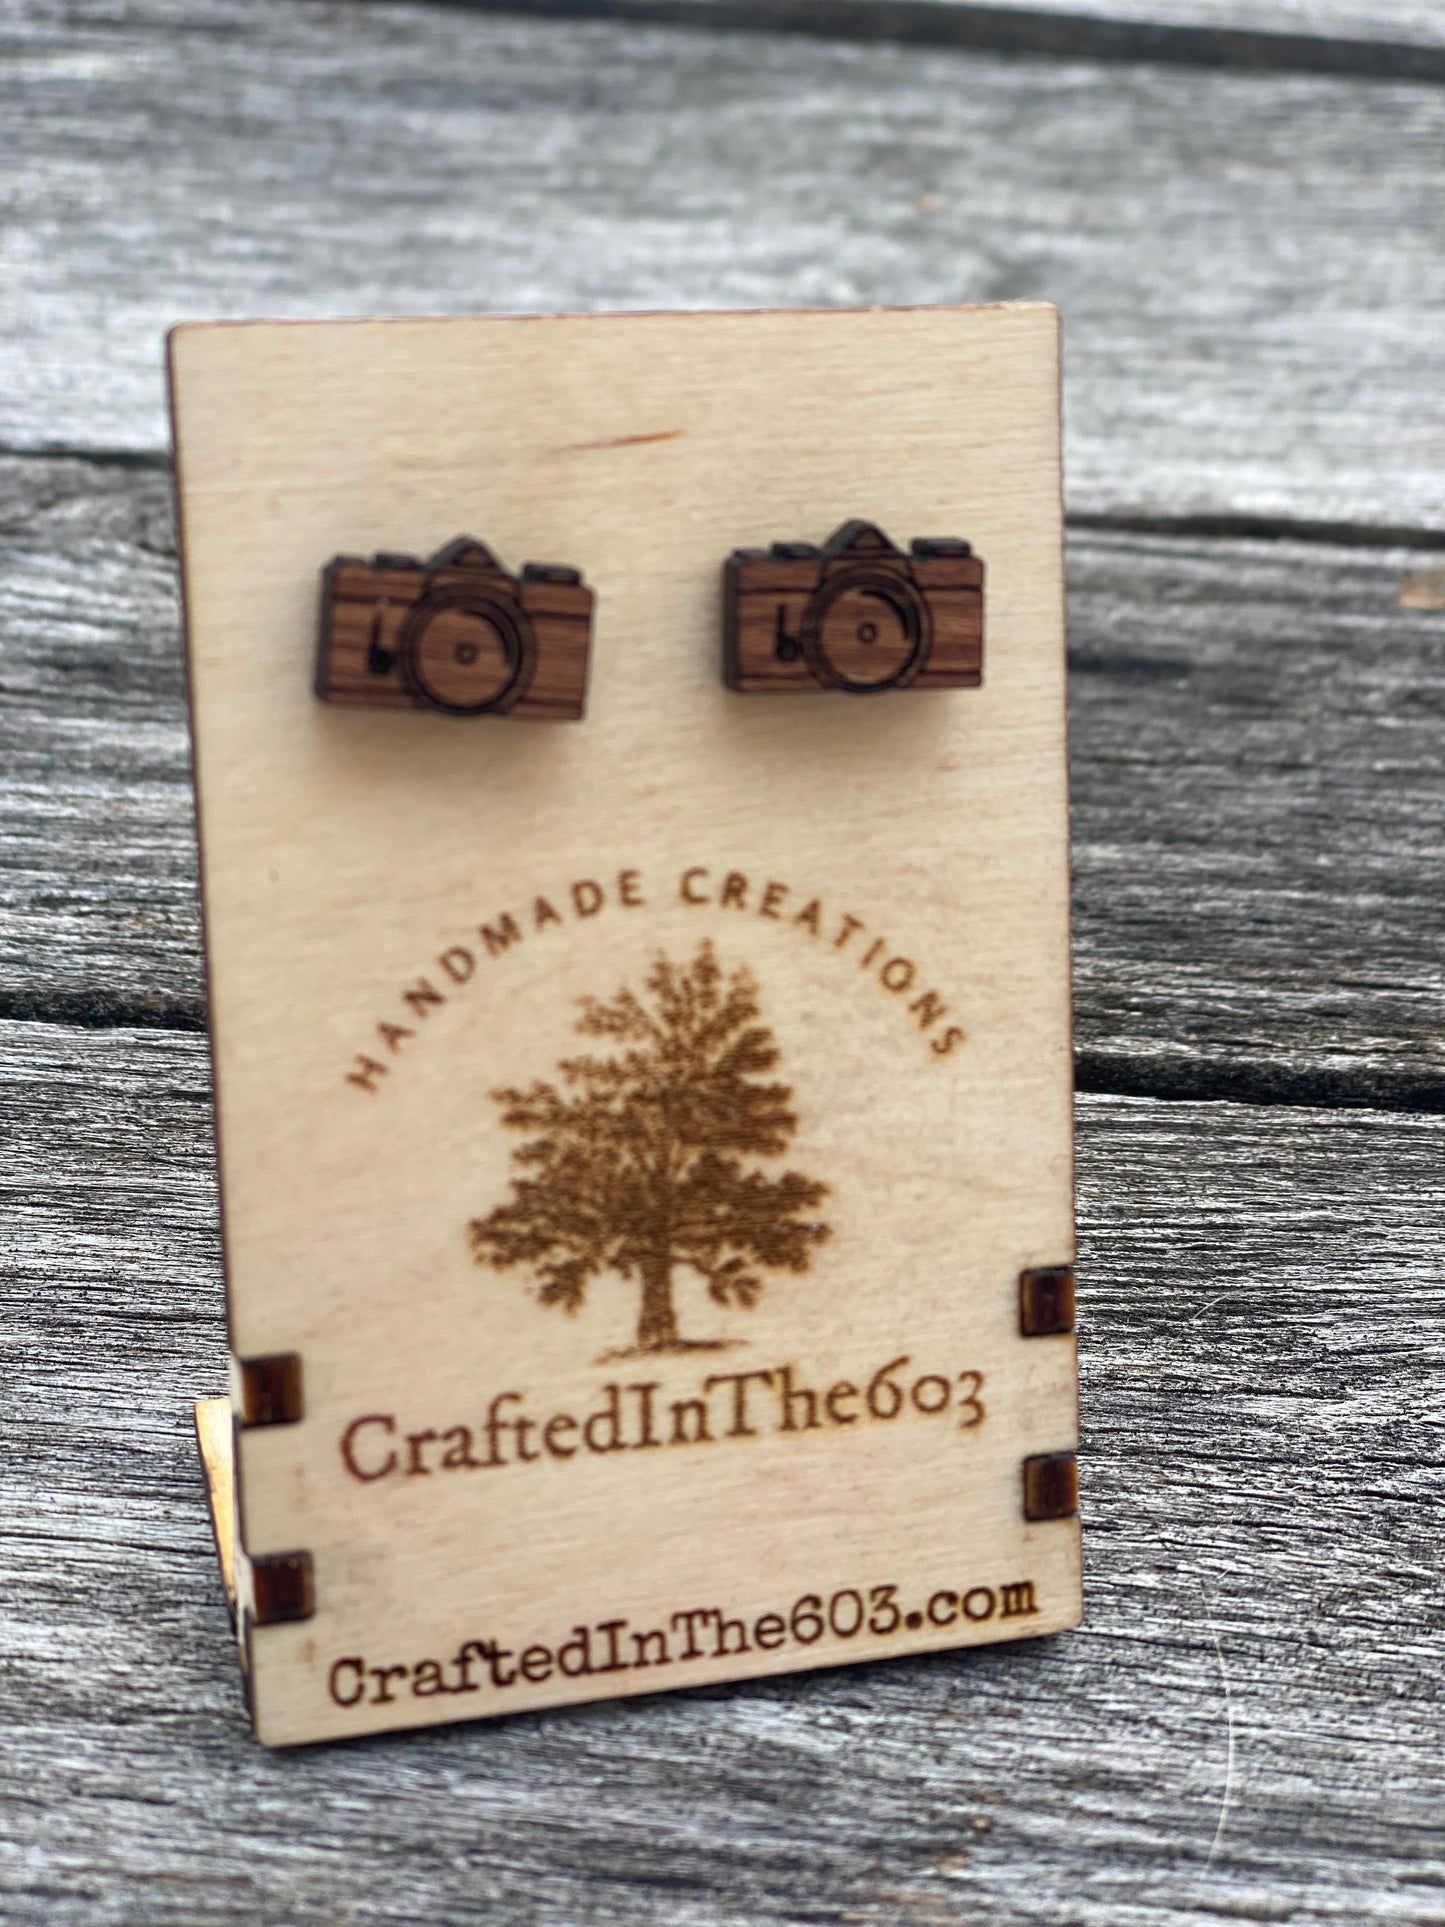 HANDMADE CREATIONS
CraftedInThe603
CraftedInThe603.com